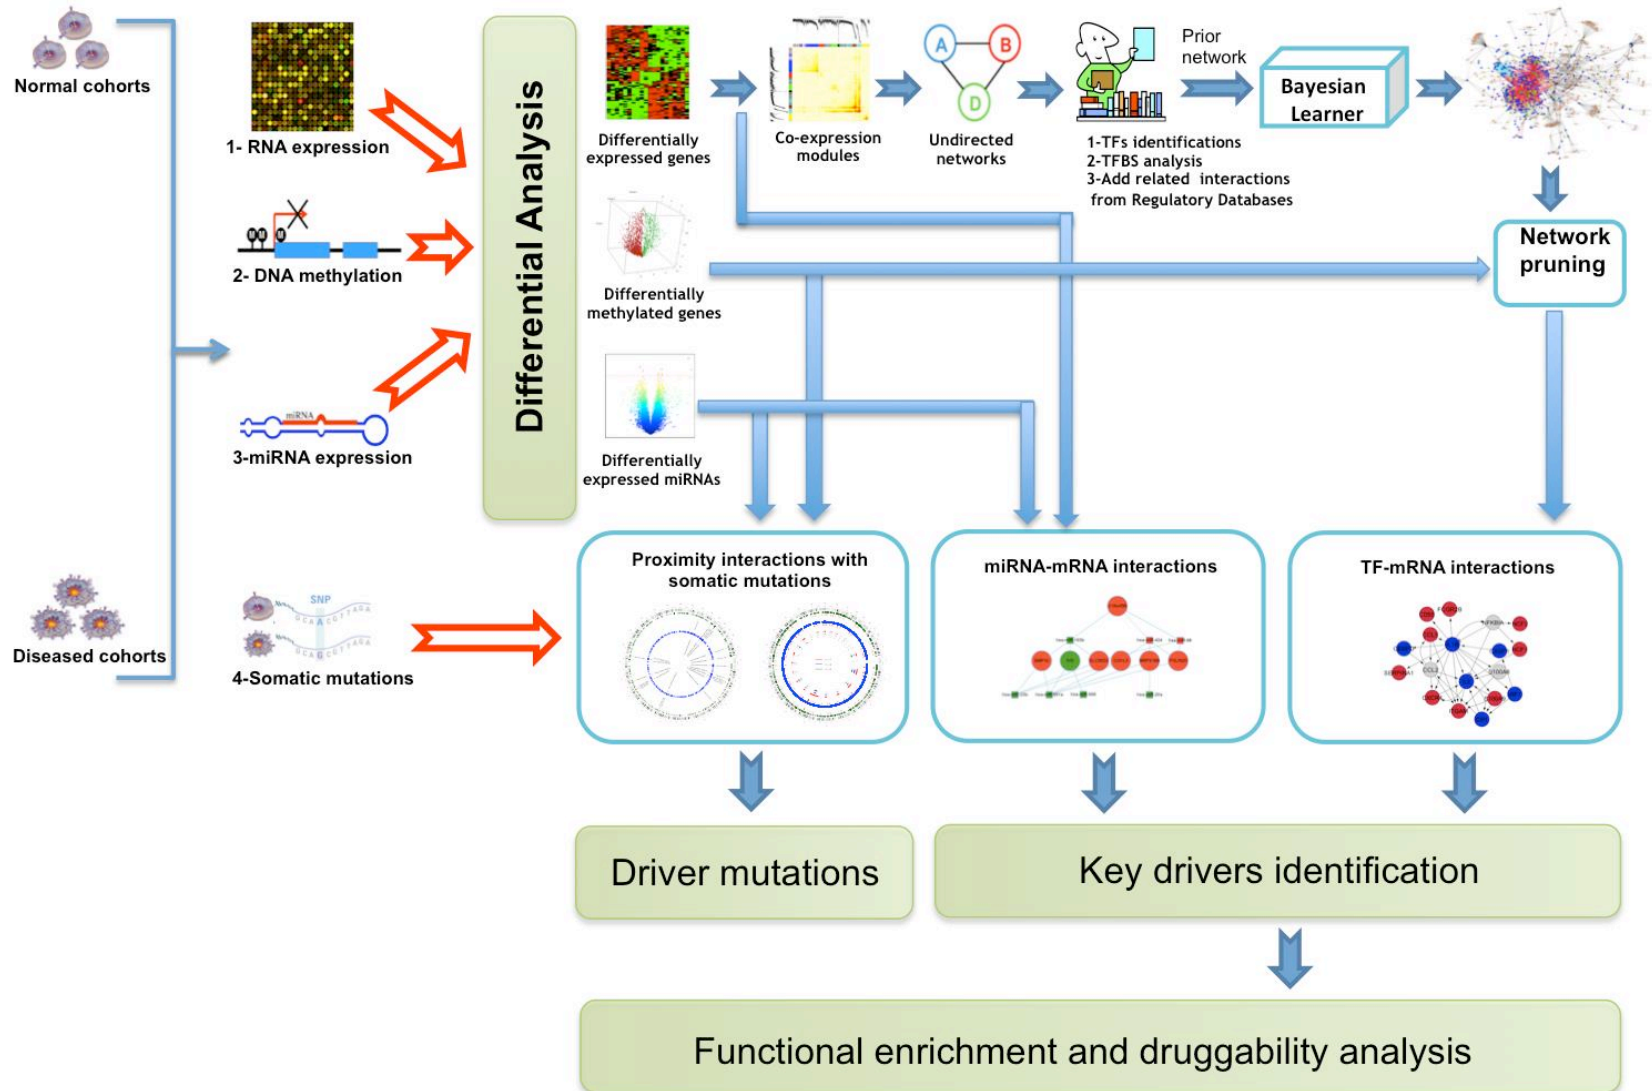 Normal cohorts
Diseased cohorts
1- RNA expression
M M M
2- DNA methylation
miRNA
3-miRNA expression
SNP
G C A A C G T T A G A
G C A G C G T T A G A
4-Somatic mutations
Differential Analysis
Differentially
expressed genes
Co-expression
modules
A B
D
Undirected
networks
Prior
network
1-TFs identifications
2-TFBS analysis
3-Add related interactions
from Regulatory Databases
Bayesian
Learner
Network
pruning
Differentially
methylated genes
Differentially
expressed miRNAs
Proximity interactions with
somatic mutations
miRNA-mRNA interactions
TF-mRNA interactions
Driver mutations
Key drivers identification
Functional enrichment and druggability analysis